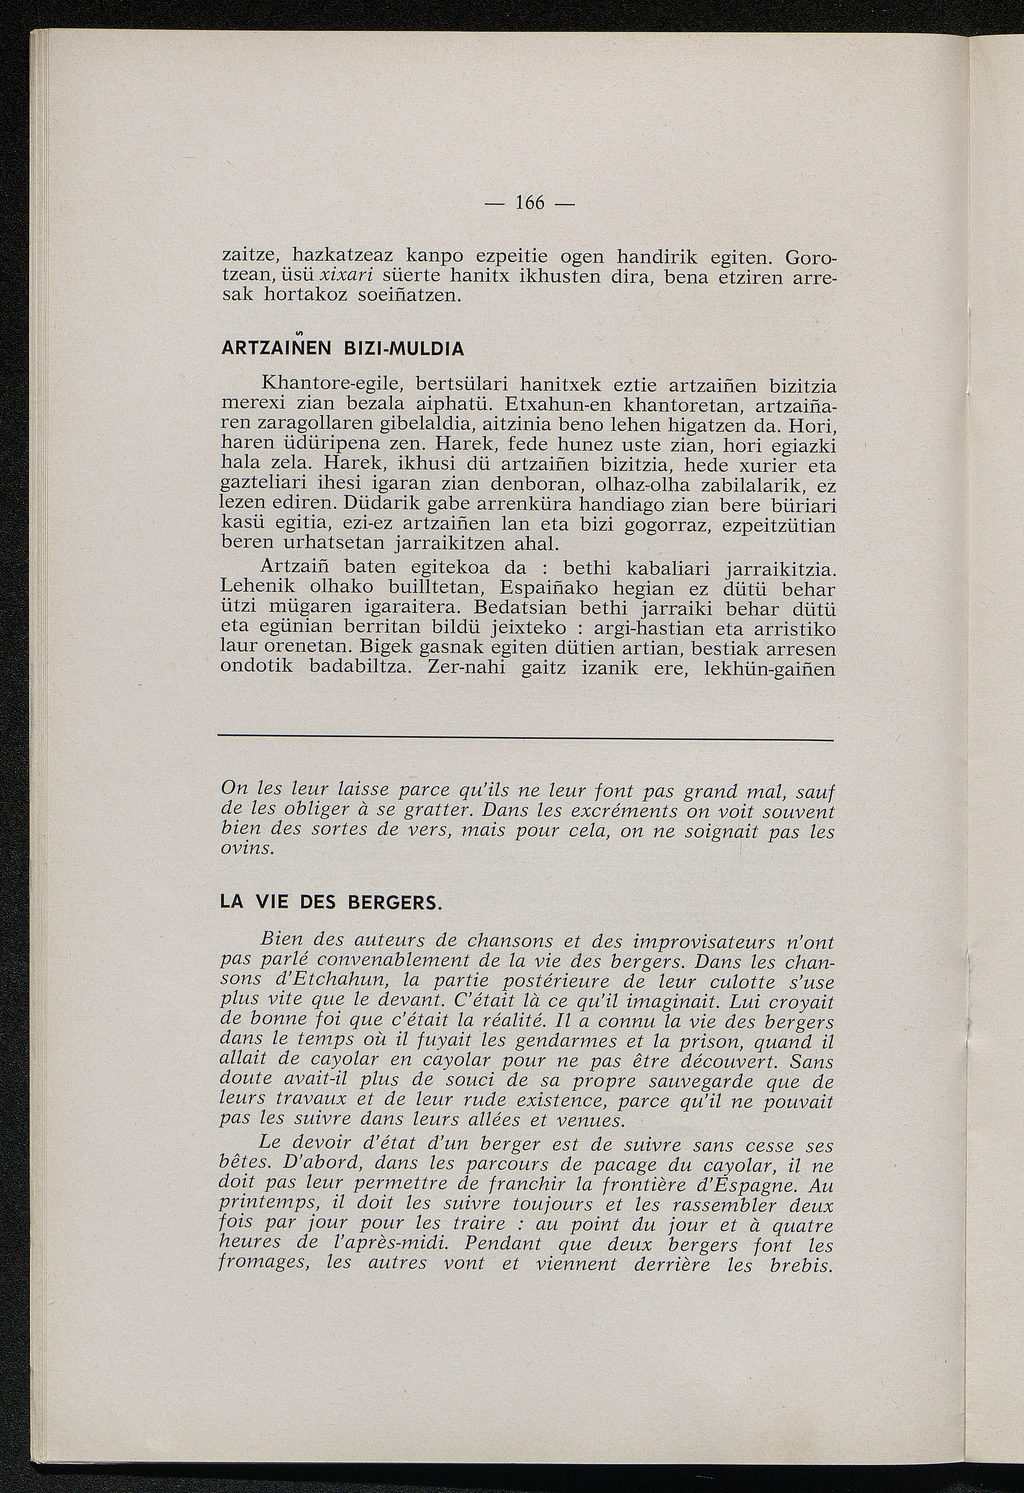 — 166 —
zaitze, hazkatzeaz kanpo ezpeitie ogen handirik egiten. Goro-
tzean, üsü xixari süerte hanitx ikhusten dira, bena etziren arre-
sak hortakoz soeiñatzen.
ARTZAIÑEN BIZI-MULDIA
Khantore-egile, bertsülari hanitxek eztie artzaiñen bizitzia
merexi zian bezala aiphatü. Etxahun-en khantoretan, artzaiña-
ren zaragollaren gibelaldia, aitzinia beno lehen higatzen da. Hori,
haren üdüripena zen. Harek, fede hunez uste zian, hori egiazki
hala zela. Harek, ikhusi dü artzaiñen bizitzia, hede xurier eta
gazteliari ihesi igaran zian denboran, olhaz-olha zabilalarik, ez
lezen ediren. Düdarik gabe arrenküra handiago zian bere büriari
kasü egitia, ezi-ez artzaiñen lan eta bizi gogorraz, ezpeitzütian
beren urhatsetan jarraikitzen ahal.
Artzaiñ baten egitekoa da : bethi kabaliari jarraikitzia.
Lehenik olhako builltetan, Espaiñako hegian ez dütü behar
ützi mügaren igaraitera. Bedatsian bethi jarraiki behar dütü
eta egünian berritan bildü jeixteko : argi-hastian eta arristiko
laur orenetan. Bigek gasnak egiten dütien artian, bestiak arresen
ondotik badabiltza. Zer-nahi gaitz izanik ere, lekhün-gaiñen
On les leur laisse parce qu'ils ne leur font pas grand mal, sauf
de les obliger à se gratter. Dans les excréments on voit souvent
bien des sortes de vers, mais pour cela, on ne soignait pas les
ovins.
LA VIE DES BERGERS.
Bien des auteurs de chansons et des improvisateurs n'ont
pas parlé convenablement de la vie des bergers. Dans les chan-
sons d'Etchahun, la partie postérieure de leur culotte s'use
plus vite que le devant. C'était là ce qu'il imaginait. Lui croyait
de bonne foi que c'était la réalité. Il a connu la vie des bergers
dans le temps où il fuyait les gendarmes et la prison, quand il
allait de cayolar en cayolar pour ne pas être découvert. Sans
doute avait-il plus de souci de sa propre sauvegarde que de
leurs travaux et de leur rude existence, parce qu'il ne pouvait
pas les suivre dans leurs allées et venues.
Le devoir d'état d'un berger est de suivre sans cesse ses
bêtes. D'abord, dans les parcours de pacage du cayolar, il ne
doit pas leur permettre de franchir la frontière d'Espagne. Au
printemps, il doit les suivre toujours et les rassembler deux
fois par jour pour les traire : au point du jour et à quatre
heures de l'après-midi. Pendant que deux bergers font les
fromages, les autres vont et viennent derrière les brebis.